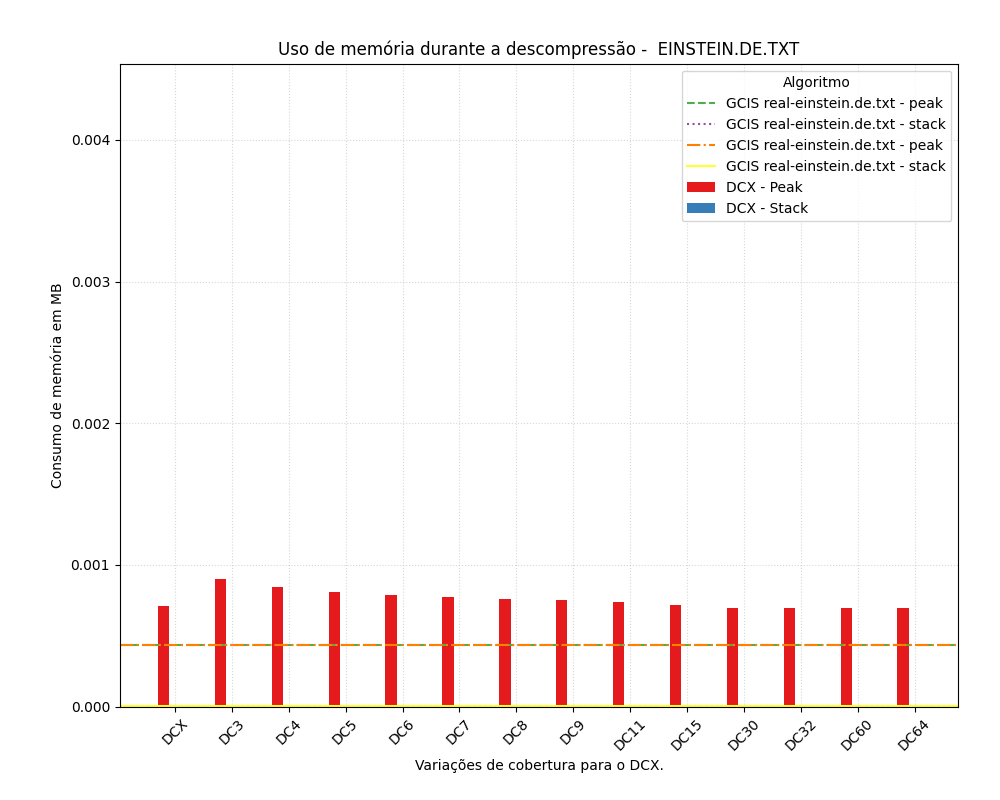 Uso de memória durante a descompressão -  EINSTEIN.DE.TXT
Algoritmo
GCIS real-einstein.de.txt - peak
GCIS real-einstein.de.txt - stack
GCIS real-einstein.de.txt - peak
GCIS real-einstein.de.txt - stack
DCX - Peak
DCX - Stack
Consumo de memória em MB
0.004
0.003
0.002
0.001
0.000
DCX
DC3
DC4
DC5
DC6
DC7
DC8
DC9
DC11
DC15
DC30
DC32
DC60
DC64
Variações de cobertura para o DCX.